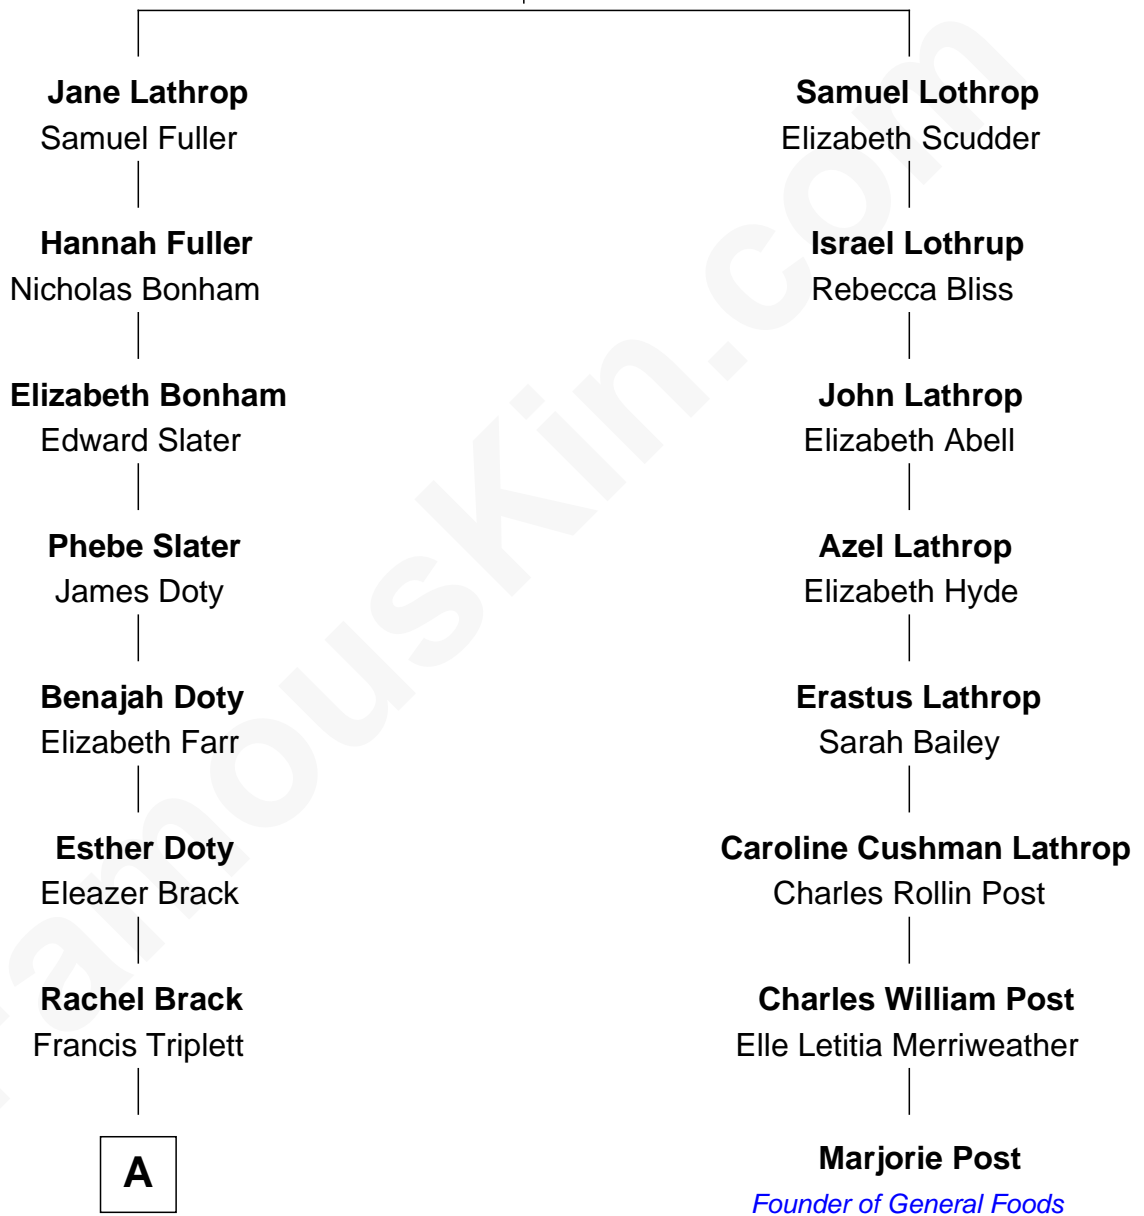 Jane Lathrop
Samuel Fuller
Samuel Lothrop
Elizabeth Scudder
Hannah Fuller
Nicholas Bonham
Israel Lothrup
Rebecca Bliss
Elizabeth Bonham
Edward Slater
John Lathrop
Elizabeth Abell
Phebe Slater
James Doty
Azel Lathrop
Elizabeth Hyde
Benajah Doty
Elizabeth Farr
Erastus Lathrop
Sarah Bailey
Esther Doty
Eleazer Brack
Caroline Cushman Lathrop
Charles Rollin Post
Rachel Brack
Francis Triplett
Charles William Post
Elle Letitia Merriweather
A
Marjorie Post
Founder of General Foods
FamousKin.com